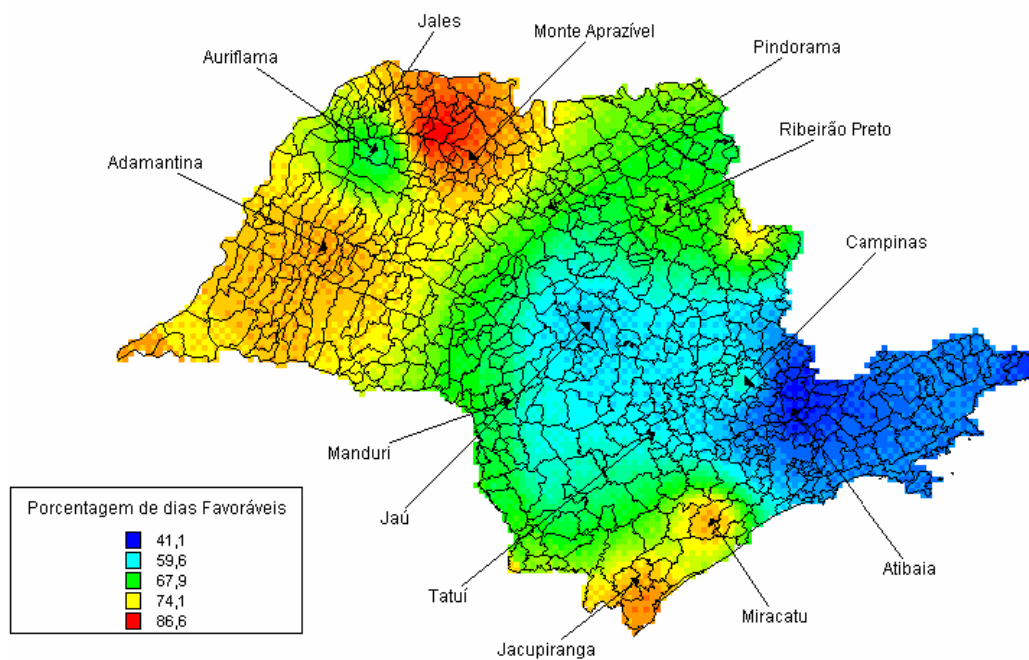 Jales
Monte Aprazível
Pindorama
Auriflama
Ribeirão Preto
Adamantina
Campinas
Manduri
Jaú
Tatuí
Jacupiranga
Miracatu
Atibaia
Porcentagem de dias Favoráveis
41,1
59,6
67,9
74,1
86,6